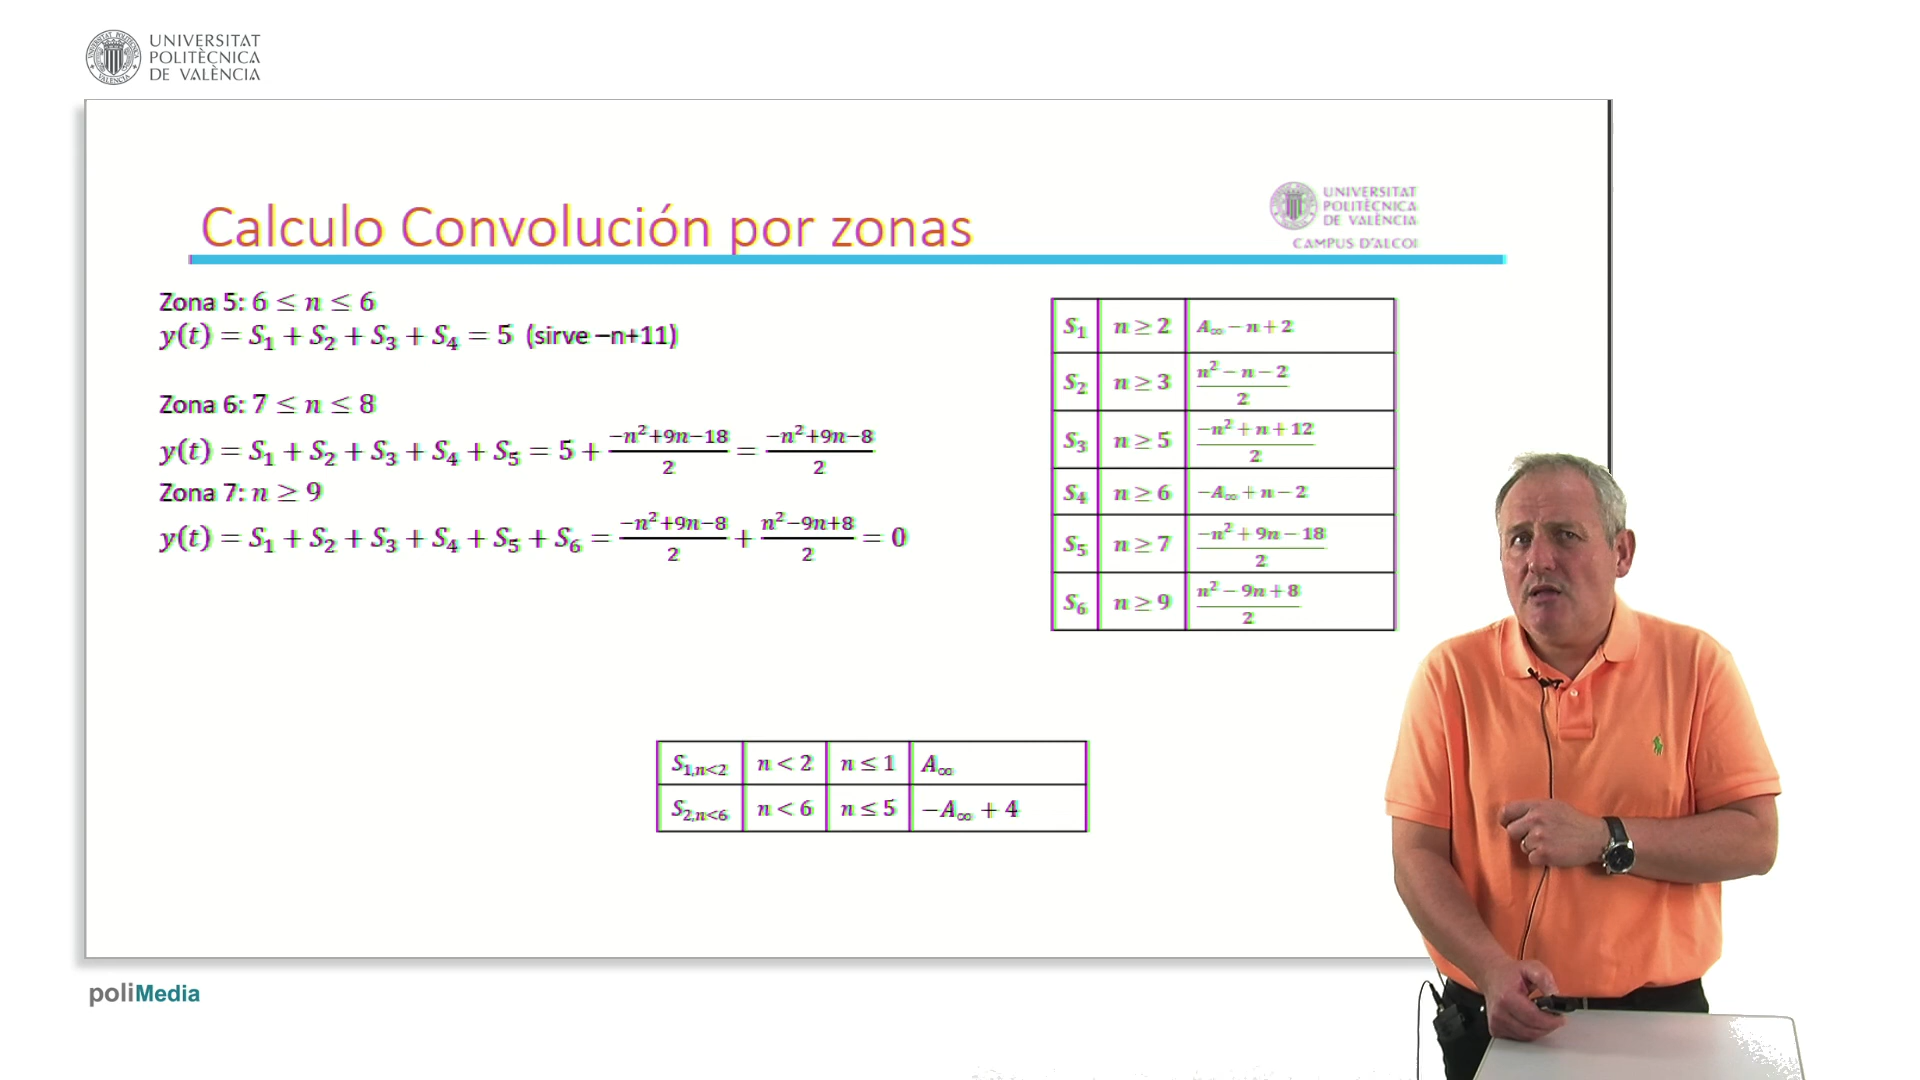 UNIVERSITAT
POLITÈCNICA
DE VALÈNCIA
Calculo Convolución por zonas
UNIVERSITAT
POLITÈCNICA
DE VALÈNCIA
CAMPUS D'ALCOI
Zona 5: 6 ≤ n ≤ 6
y(t) = S₁ + S₂ + S₃ + S₄ = 5 (sirve –n+11)
Zona 6: 7 ≤ n ≤ 8
y(t) = S₁ + S₂ + S₃ + S₄ + S₅ = 5 + (−n²+9n−18)/2 = (−n²+9n−8)/2
Zona 7: n ≥ 9
y(t) = S₁ + S₂ + S₃ + S₄ + S₅ + S₆ = (−n²+9n−8)/2 + (n²−9n+8)/2 = 0
S₁ n ≥ 2 A∞ − n + 2
S₂ n ≥ 3 (n² − n − 2)/2
S₃ n ≥ 5 (−n² + n + 12)/2
S₄ n ≥ 6 −A∞ + n − 2
S₅ n ≥ 7 (−n² + 9n − 18)/2
S₆ n ≥ 9 (n² − 9n + 8)/2
S₁,n<2 n < 2 n ≤ 1 A∞
S₂,n<6 n < 6 n ≤ 5 −A∞ + 4
poliMedia